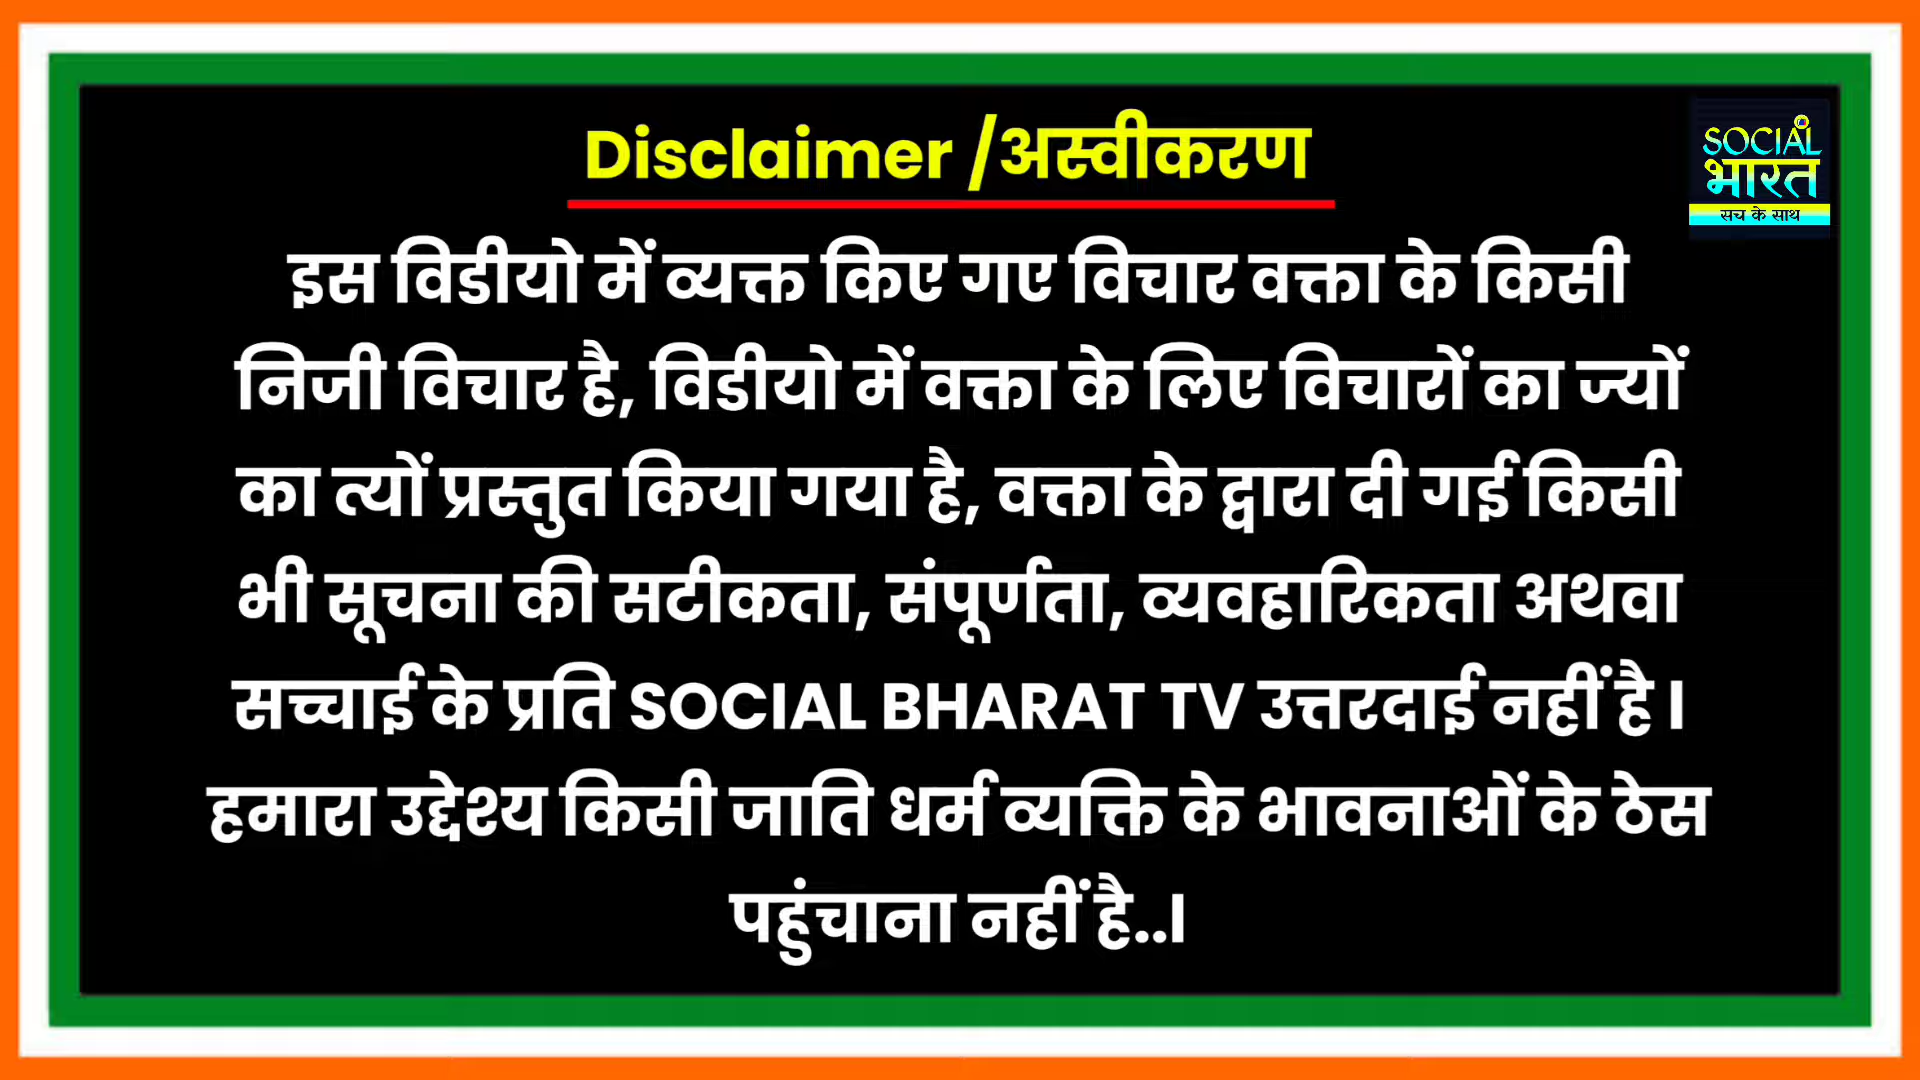 Disclaimer /अस्वीकरण
SOCIAL
भारत
सच के साथ
इस विडीयो में व्यक्त किए गए विचार वक्ता के किसी
निजी विचार है, विडीयो में वक्ता के लिए विचारों का ज्यों
का त्यों प्रस्तुत किया गया है, वक्ता के द्वारा दी गई किसी
भी सूचना की सटीकता, संपूर्णता, व्यवहारिकता अथवा
सच्चाई के प्रति SOCIAL BHARAT TV उत्तरदाई नहीं है ।
हमारा उद्देश्य किसी जाति धर्म व्यक्ति के भावनाओं के ठेस
पहुंचाना नहीं है..।